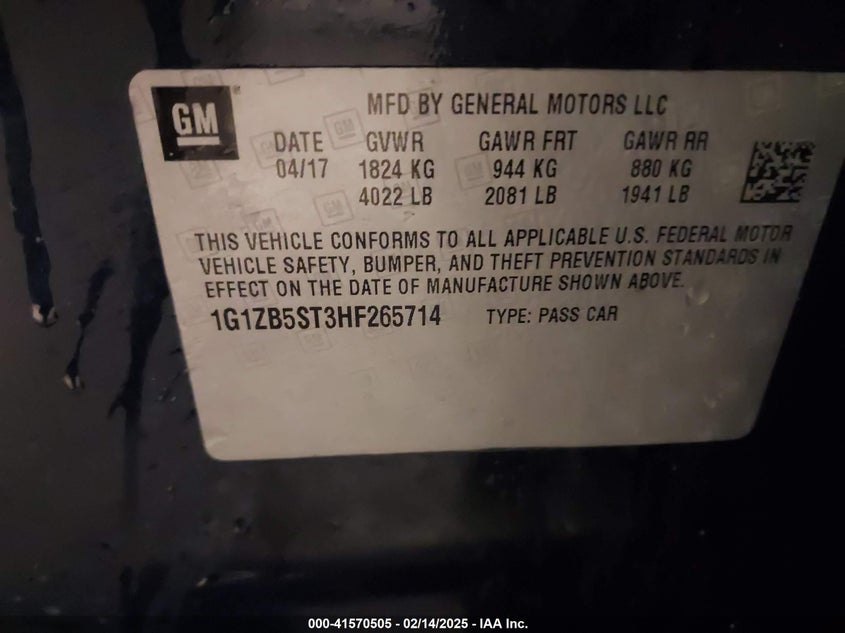 GM
MFD BY GENERAL MOTORS LLC
DATE GVWR GAWR FRT GAWR RR
04/17 1824 KG 944 KG 880 KG
4022 LB 2081 LB 1941 LB
THIS VEHICLE CONFORMS TO ALL APPLICABLE U.S. FEDERAL MOTOR
VEHICLE SAFETY, BUMPER, AND THEFT PREVENTION STANDARDS IN
EFFECT ON THE DATE OF MANUFACTURE SHOWN ABOVE.
1G1ZB5ST3HF265714 TYPE: PASS CAR
000-41570505 - 02/14/2025 - IAA Inc.